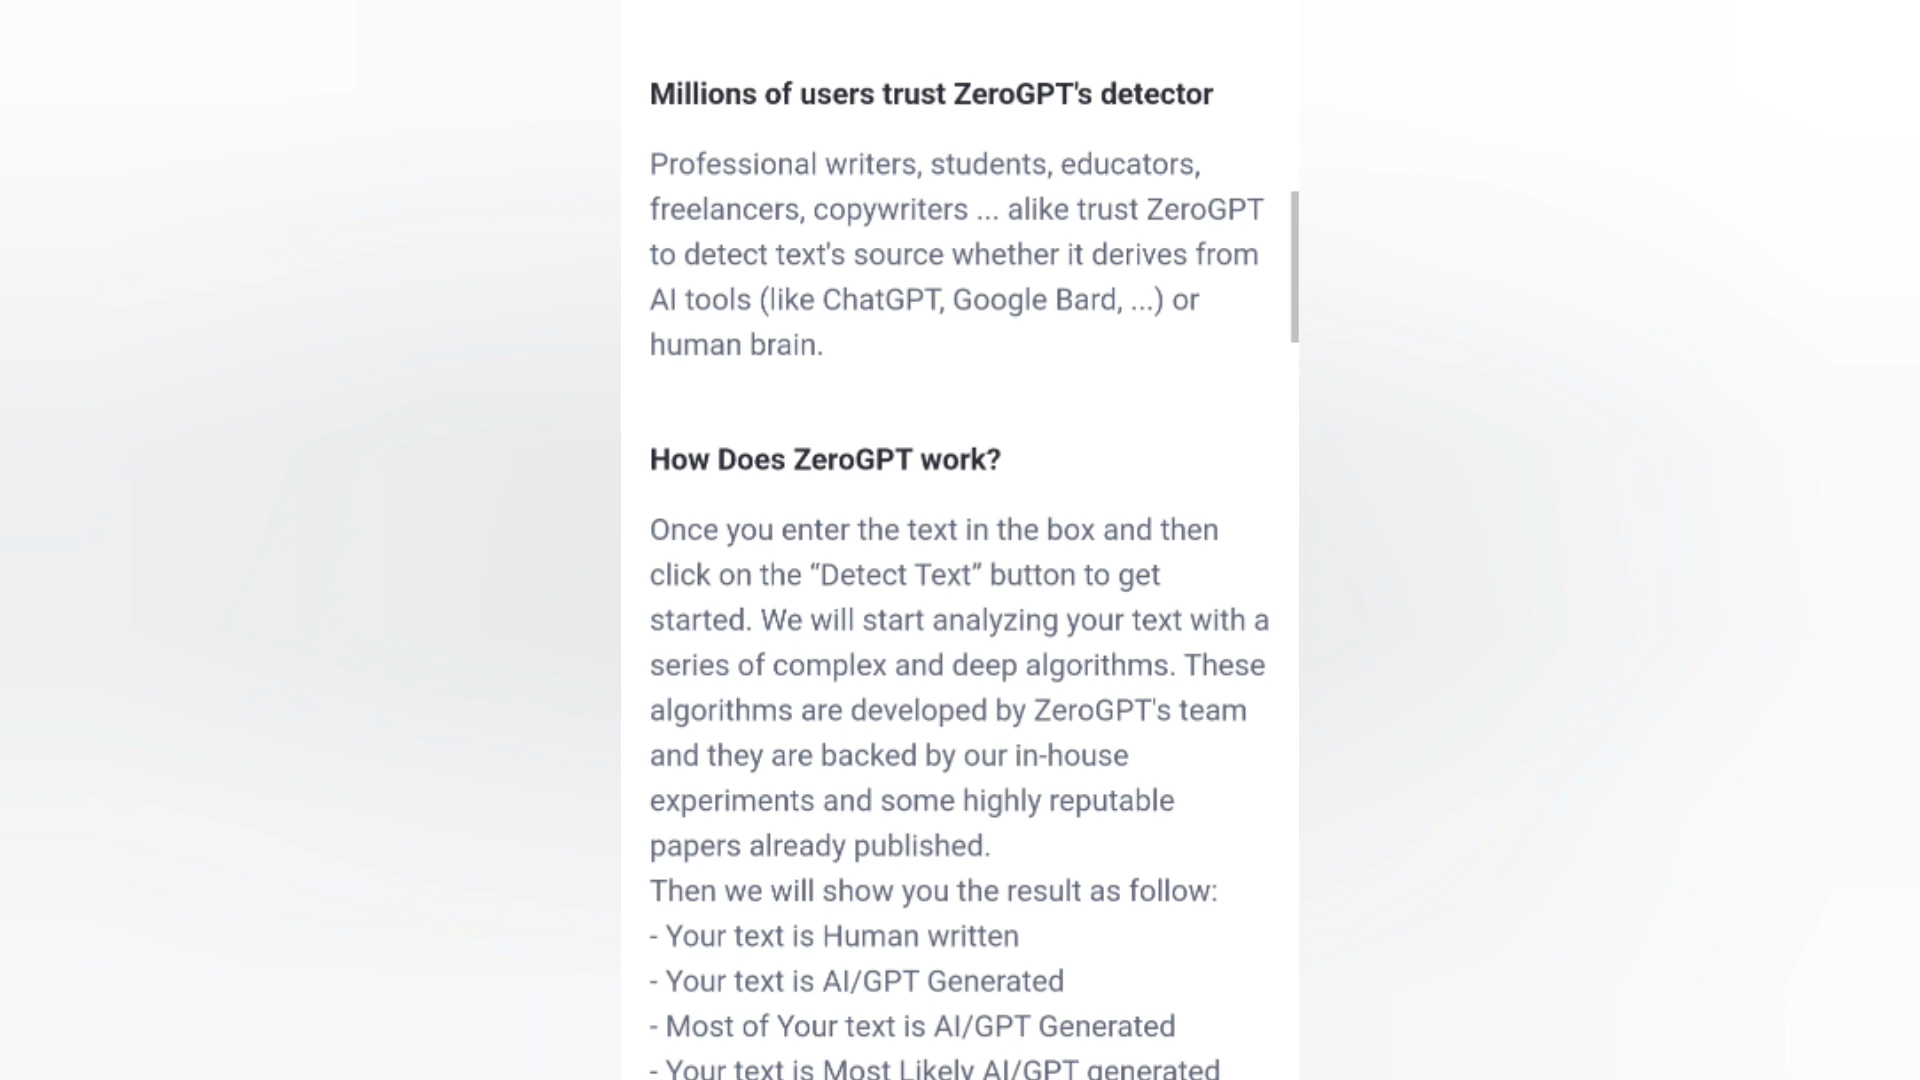 Millions of users trust ZeroGPT's detector
Professional writers, students, educators,
freelancers, copywriters ... alike trust ZeroGPT
to detect text's source whether it derives from
AI tools (like ChatGPT, Google Bard, ...) or
human brain.
How Does ZeroGPT work?
Once you enter the text in the box and then
click on the “Detect Text” button to get
started. We will start analyzing your text with a
series of complex and deep algorithms. These
algorithms are developed by ZeroGPT's team
and they are backed by our in-house
experiments and some highly reputable
papers already published.
Then we will show you the result as follow:
- Your text is Human written
- Your text is AI/GPT Generated
- Most of Your text is AI/GPT Generated
- Your text is Most Likely AI/GPT generated